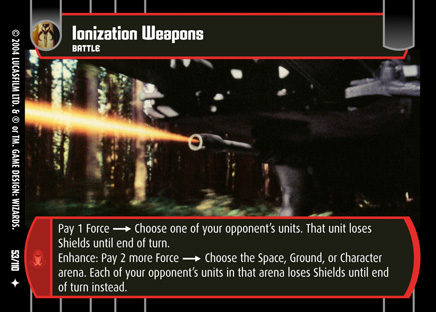 Ionization Weapons
BATTLE
Pay 1 Force → Choose one of your opponent's units. That unit loses
Shields until end of turn.
Enhance: Pay 2 more Force → Choose the Space, Ground, or Character
arena. Each of your opponent's units in that arena loses Shields until end
of turn instead.
© 2004 LUCASFILM LTD. & ® or TM. GAME DESIGN: WIZARDS.
53/110